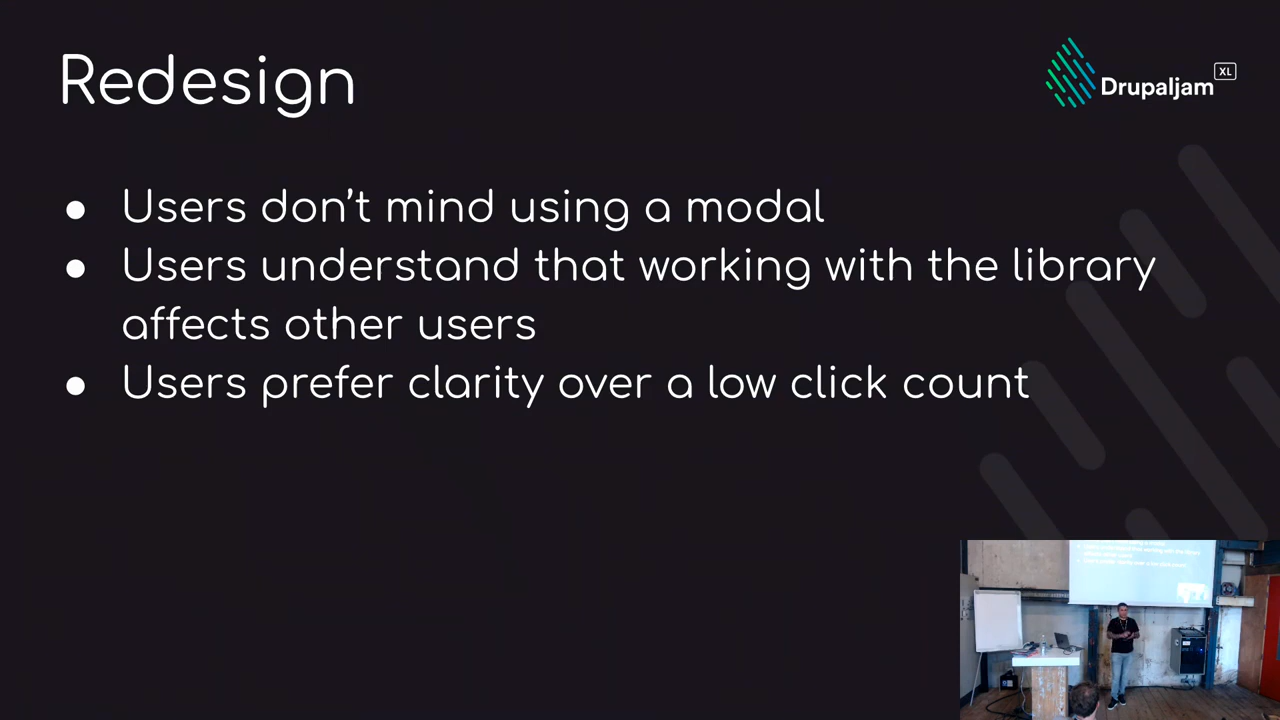 Redesign
Drupaljam XL
● Users don't mind using a modal
● Users understand that working with the library
affects other users
● Users prefer clarity over a low click count